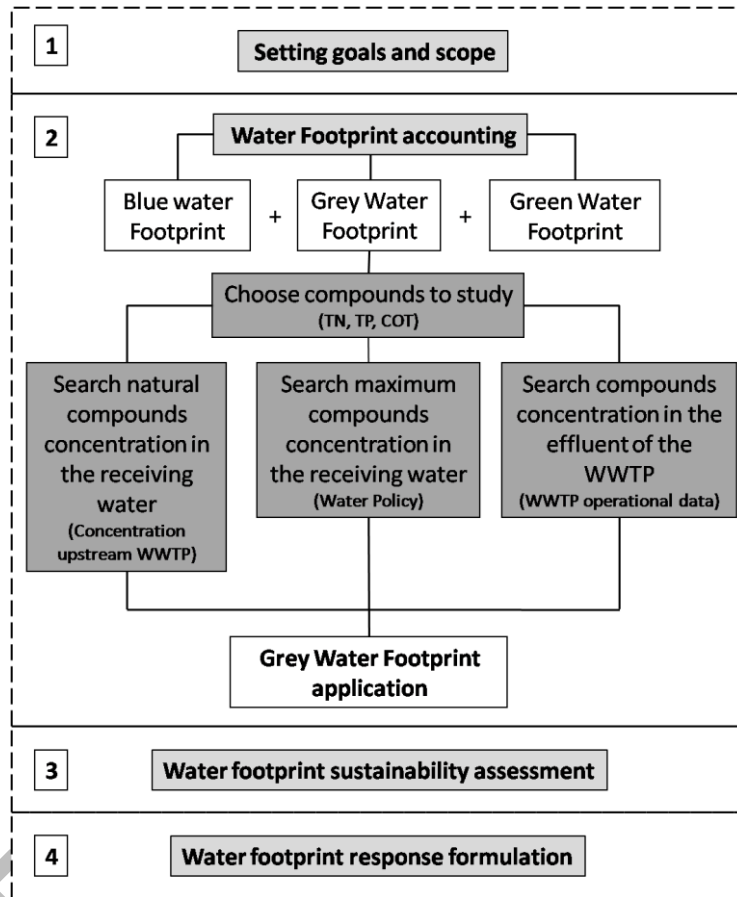 1
Setting goals and scope
2
Water Footprint accounting
Blue water
Footprint
+
Grey Water
Footprint
+
Green Water
Footprint
Choose compounds to study
(TN, TP, COT)
Search natural
compounds
concentration in
the receiving
water
(Concentration
upstream WWTP)
Search maximum
compounds
concentration in
the receiving water
(Water Policy)
Search compounds
concentration in the
effluent of the
WWTP
(WWTP operational data)
Grey Water Footprint
application
3
Water footprint sustainability assessment
4
Water footprint response formulation